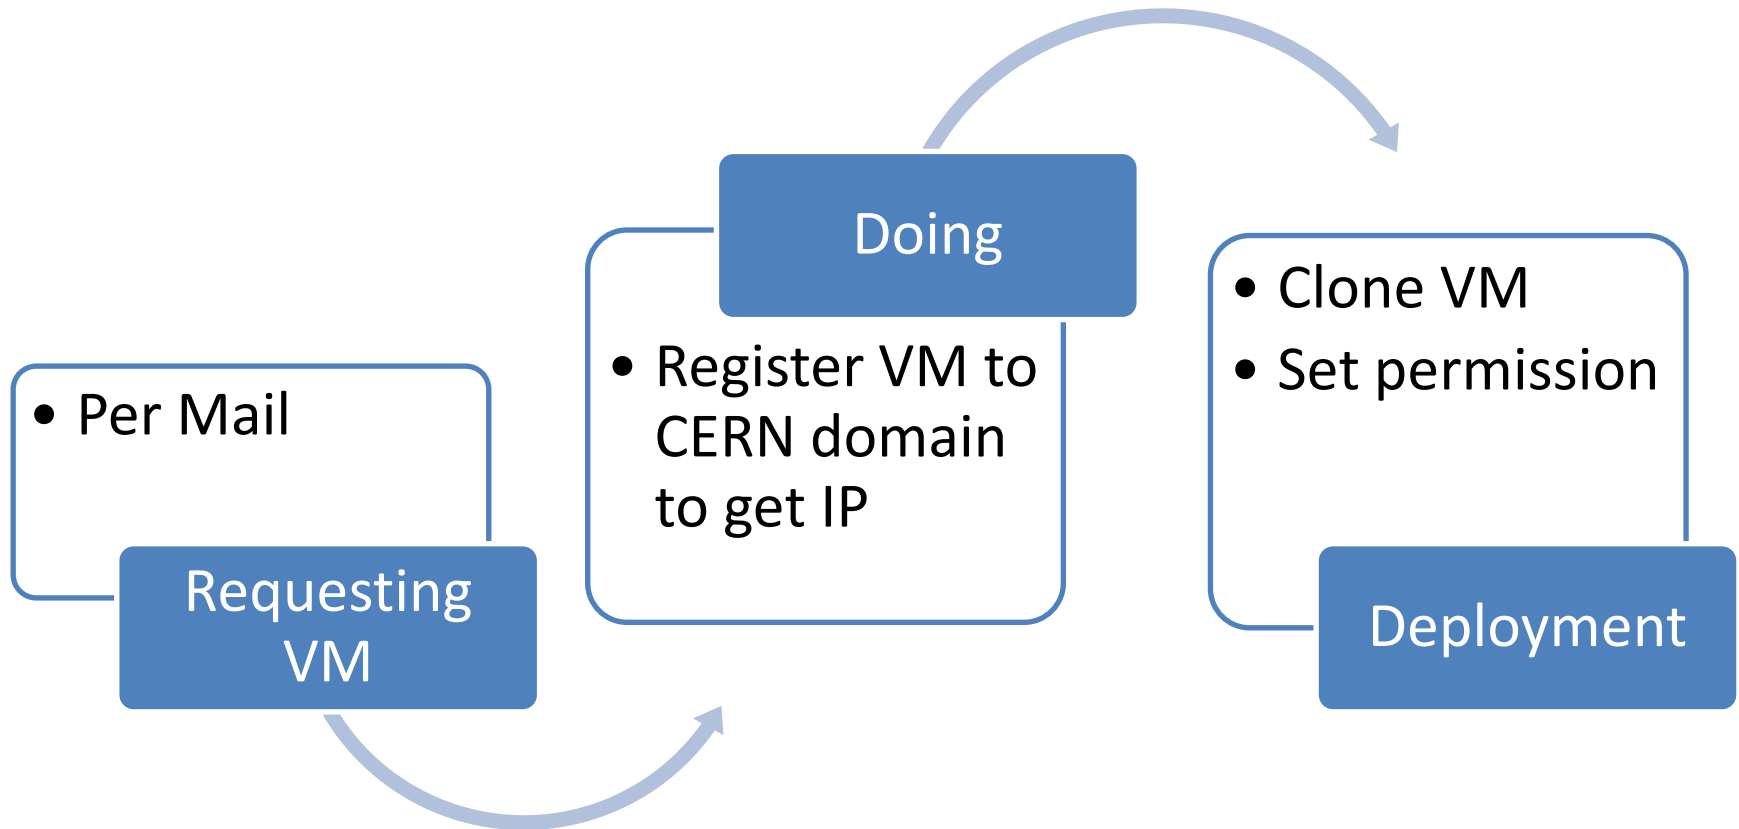 • Per Mail
Requesting
VM
Doing
• Register VM to
CERN domain
to get IP
• Clone VM
• Set permission
Deployment